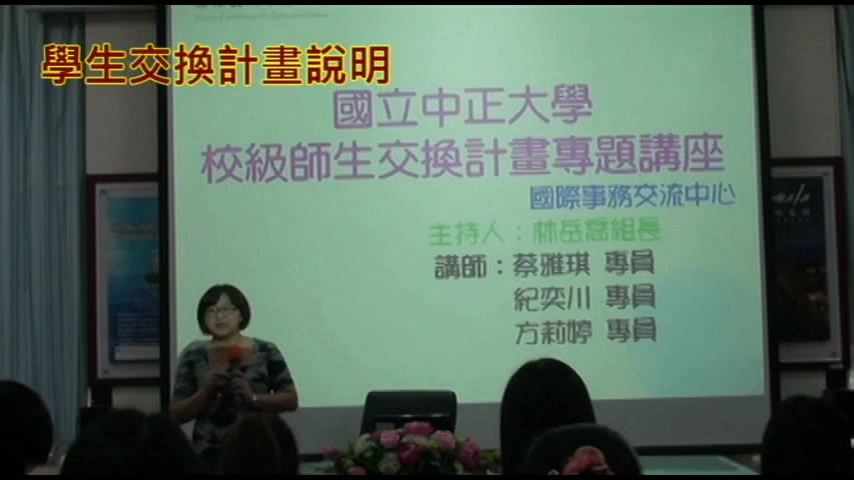 學生交換計畫說明
國立中正大學
校級師生交換計畫專題講座
國際事務交流中心
主持人：林岳喬組長
講師：蔡雅琪 專員
紀奕川 專員
方莉婷 專員